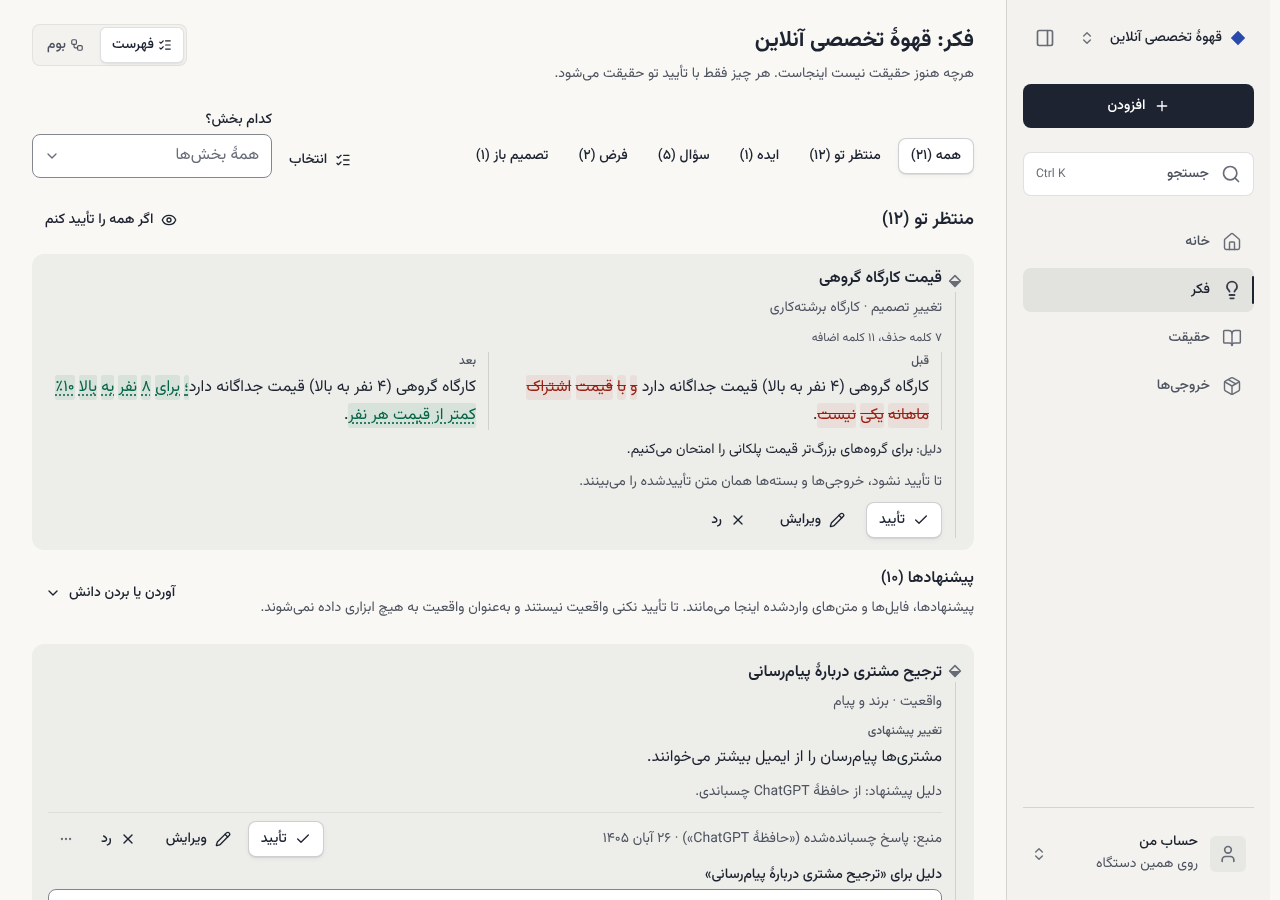 قهوهٔ تخصصی آنلاین
افزودن
جستجو
Ctrl K
خانه
فکر
حقیقت
خروجی‌ها
حساب من
روی همین دستگاه
فکر: قهوهٔ تخصصی آنلاین
هرچه هنوز حقیقت نیست اینجاست. هر چیز فقط با تأیید تو حقیقت می‌شود.
فهرست
بوم
همه (۲۱)
منتظر تو (۱۲)
ایده (۱)
سؤال (۵)
فرض (۲)
تصمیم باز (۱)
انتخاب
کدام بخش؟
همهٔ بخش‌ها
منتظر تو (۱۲)
اگر همه را تأیید کنم
قیمت کارگاه گروهی
تغییرِ تصمیم · کارگاه برشته‌کاری
۷ کلمه حذف، ۱۱ کلمه اضافه
قبل
کارگاه گروهی (۴ نفر به بالا) قیمت جداگانه دارد و با قیمت اشتراک
ماهانه یکی نیست.
بعد
کارگاه گروهی (۴ نفر به بالا) قیمت جداگانه دارد؛ برای ۸ نفر به بالا ۱۰٪
کمتر از قیمت هر نفر.
دلیل: برای گروه‌های بزرگ‌تر قیمت پلکانی را امتحان می‌کنیم.
تا تأیید نشود، خروجی‌ها و بسته‌ها همان متن تأییدشده را می‌بینند.
تأیید
ویرایش
رد
پیشنهادها (۱۰)
پیشنهادها، فایل‌ها و متن‌های واردشده اینجا می‌مانند. تا تأیید نکنی واقعیت نیستند و به‌عنوان واقعیت به هیچ ابزاری داده نمی‌شوند.
آوردن یا بردن دانش
ترجیح مشتری دربارهٔ پیام‌رسانی
واقعیت · برند و پیام
تغییر پیشنهادی
مشتری‌ها پیام‌رسان را از ایمیل بیشتر می‌خوانند.
دلیل پیشنهاد: از حافظهٔ ChatGPT چسباندی.
منبع: پاسخ چسبانده‌شده («حافظهٔ ChatGPT») · ۲۶ آبان ۱۴۰۵
تأیید
ویرایش
رد
دلیل برای «ترجیح مشتری دربارهٔ پیام‌رسانی»